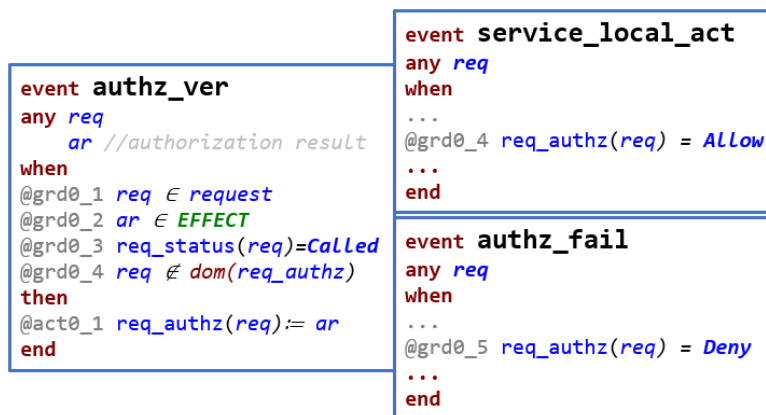 event authz_ver
any req
ar //authorization result
when
@grd0_1 req ∈ request
@grd0_2 ar ∈ EFFECT
@grd0_3 req_status(req)=Called
@grd0_4 req ∉ dom(req_authz)
then
@act0_1 req_authz(req)≔ ar
end
event service_local_act
any req
when
...
@grd0_4 req_authz(req) = Allow
...
end
event authz_fail
any req
when
...
@grd0_5 req_authz(req) = Deny
...
end